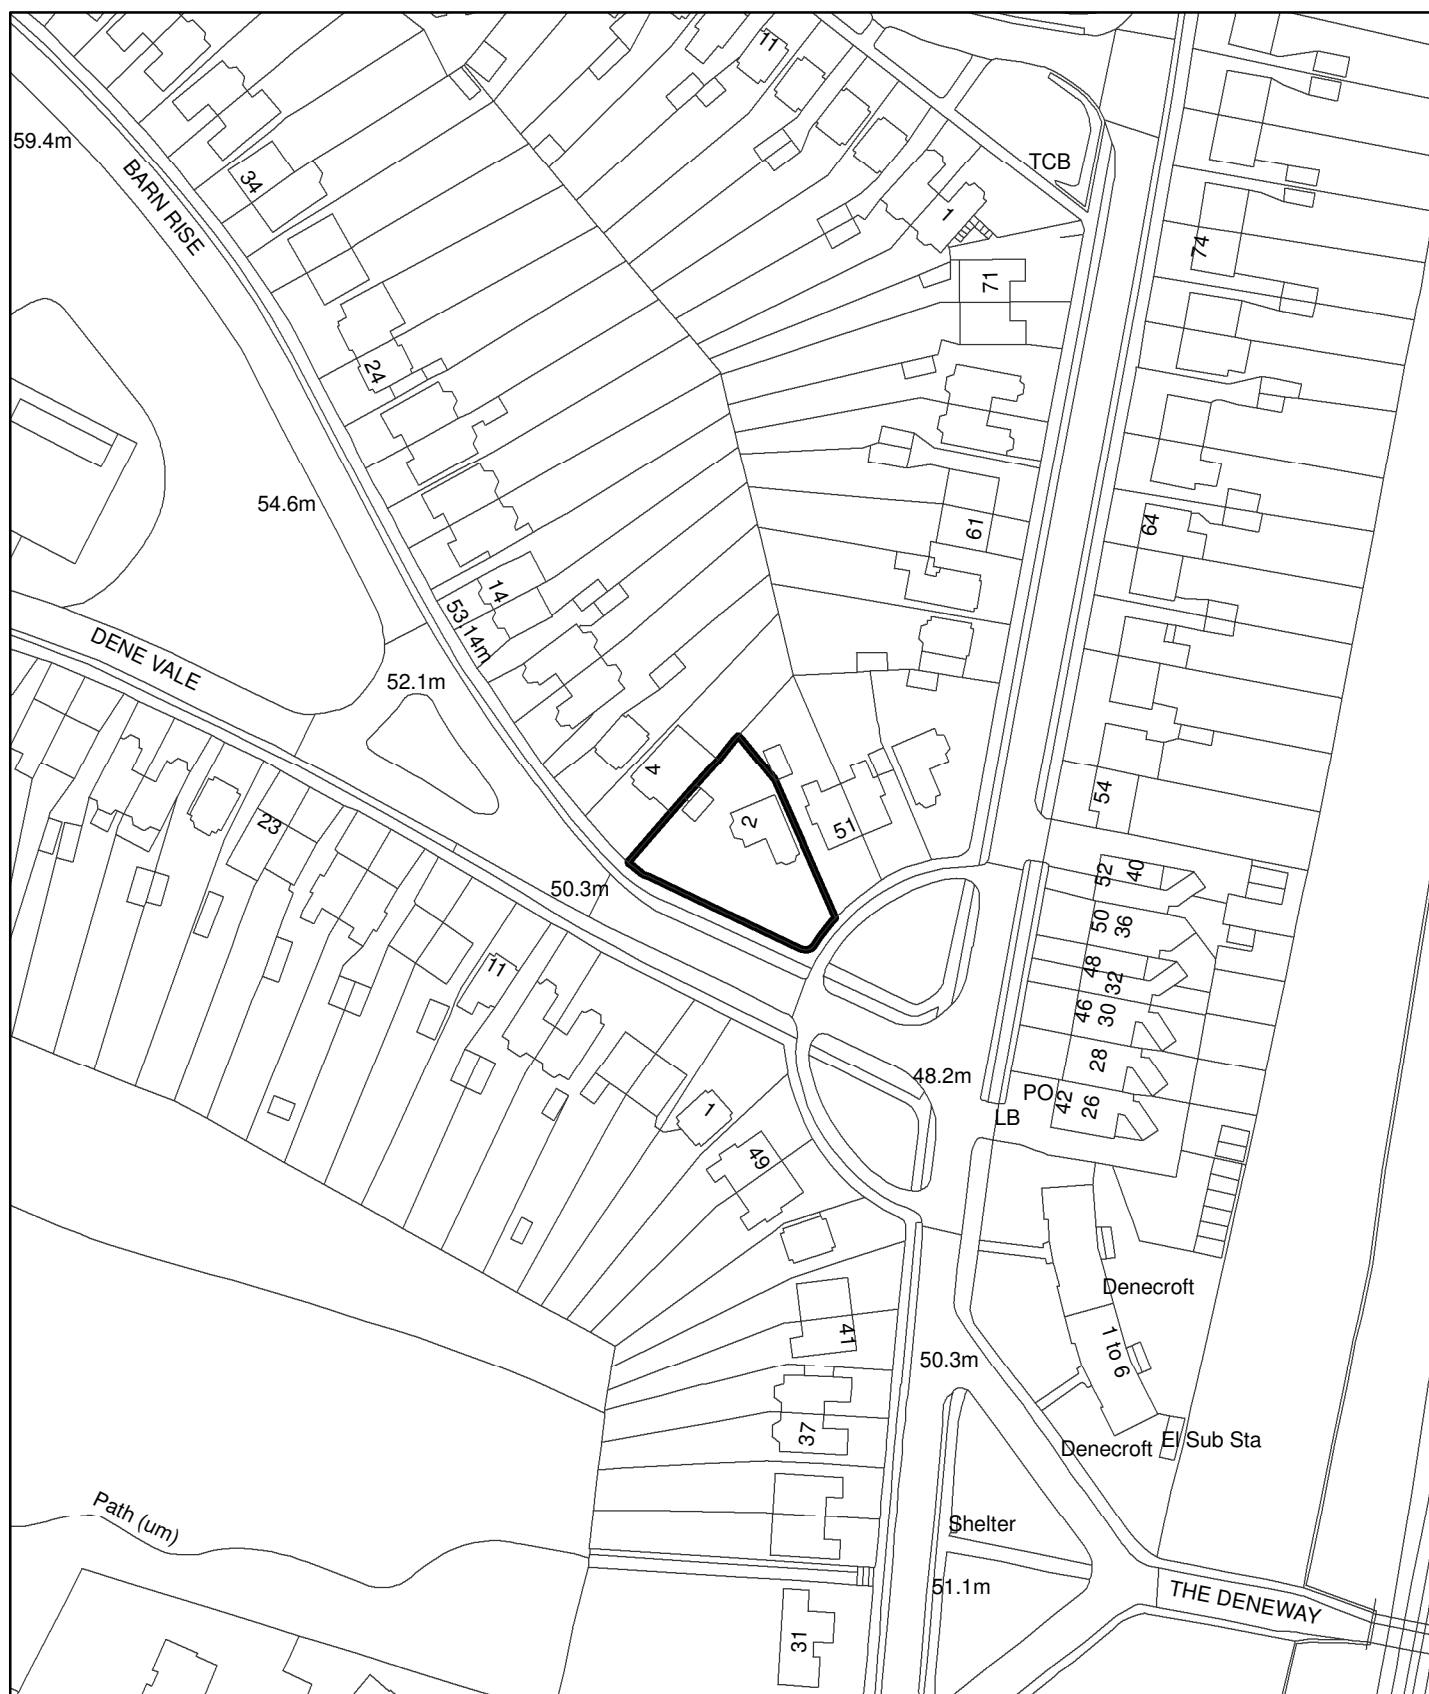 11
59.4m
TCB
BARN RISE
34
1
74
71
24
54.6m
61
64
14
53.14m
DENE VALE
52.1m
4
54
2
51
23
52
40
50.3m
50
36
11
48
32
46
30
28
48.2m
PO
42
26
LB
1
49
Denecroft
41
1 to 6
50.3m
37
Denecroft
El Sub Sta
Path (um)
Shelter
51.1m
THE DENEWAY
31